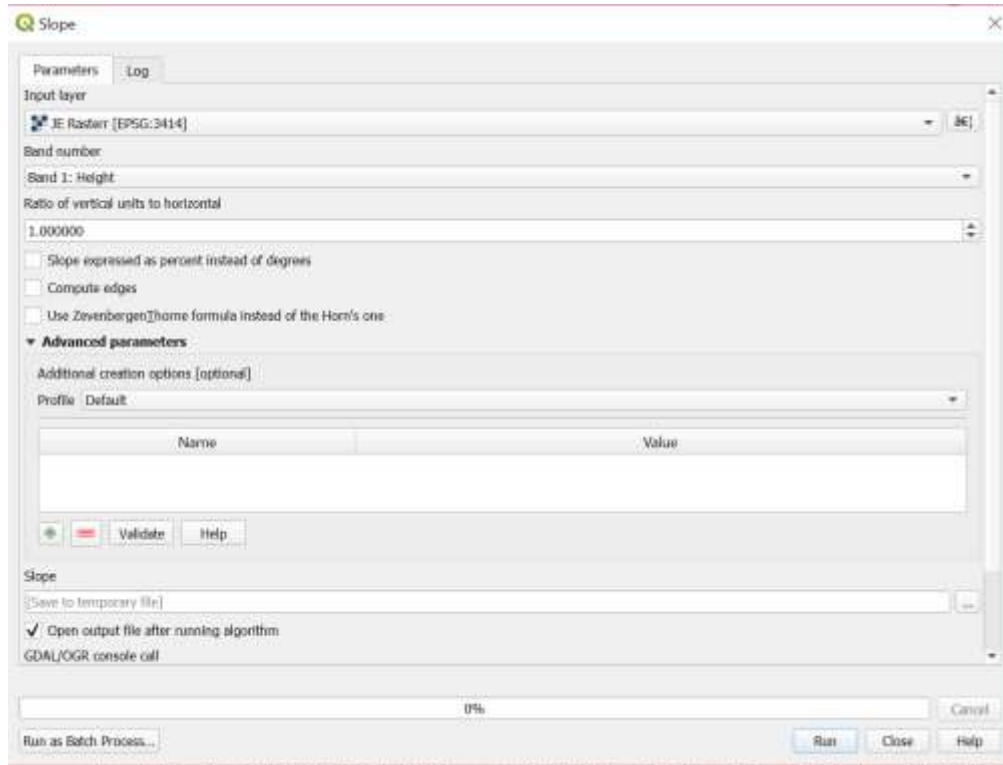 Slope
Parameters Log
Input layer
JE Rasterr [EPSG:3414] â€¦
Band number
Band 1: Height
Ratio of vertical units to horizontal
1.000000
Slope expressed as percent instead of degrees
Compute edges
Use ZevenbergenThorne formula instead of the Horn's one
Advanced parameters
Additional creation options [optional]
Profile Default
Name Value
Validate Help
Slope
[Save to temporary file] ...
Open output file after running algorithm
GDAL/OGR console call
0% Cancel
Run as Batch Process... Run Close Help